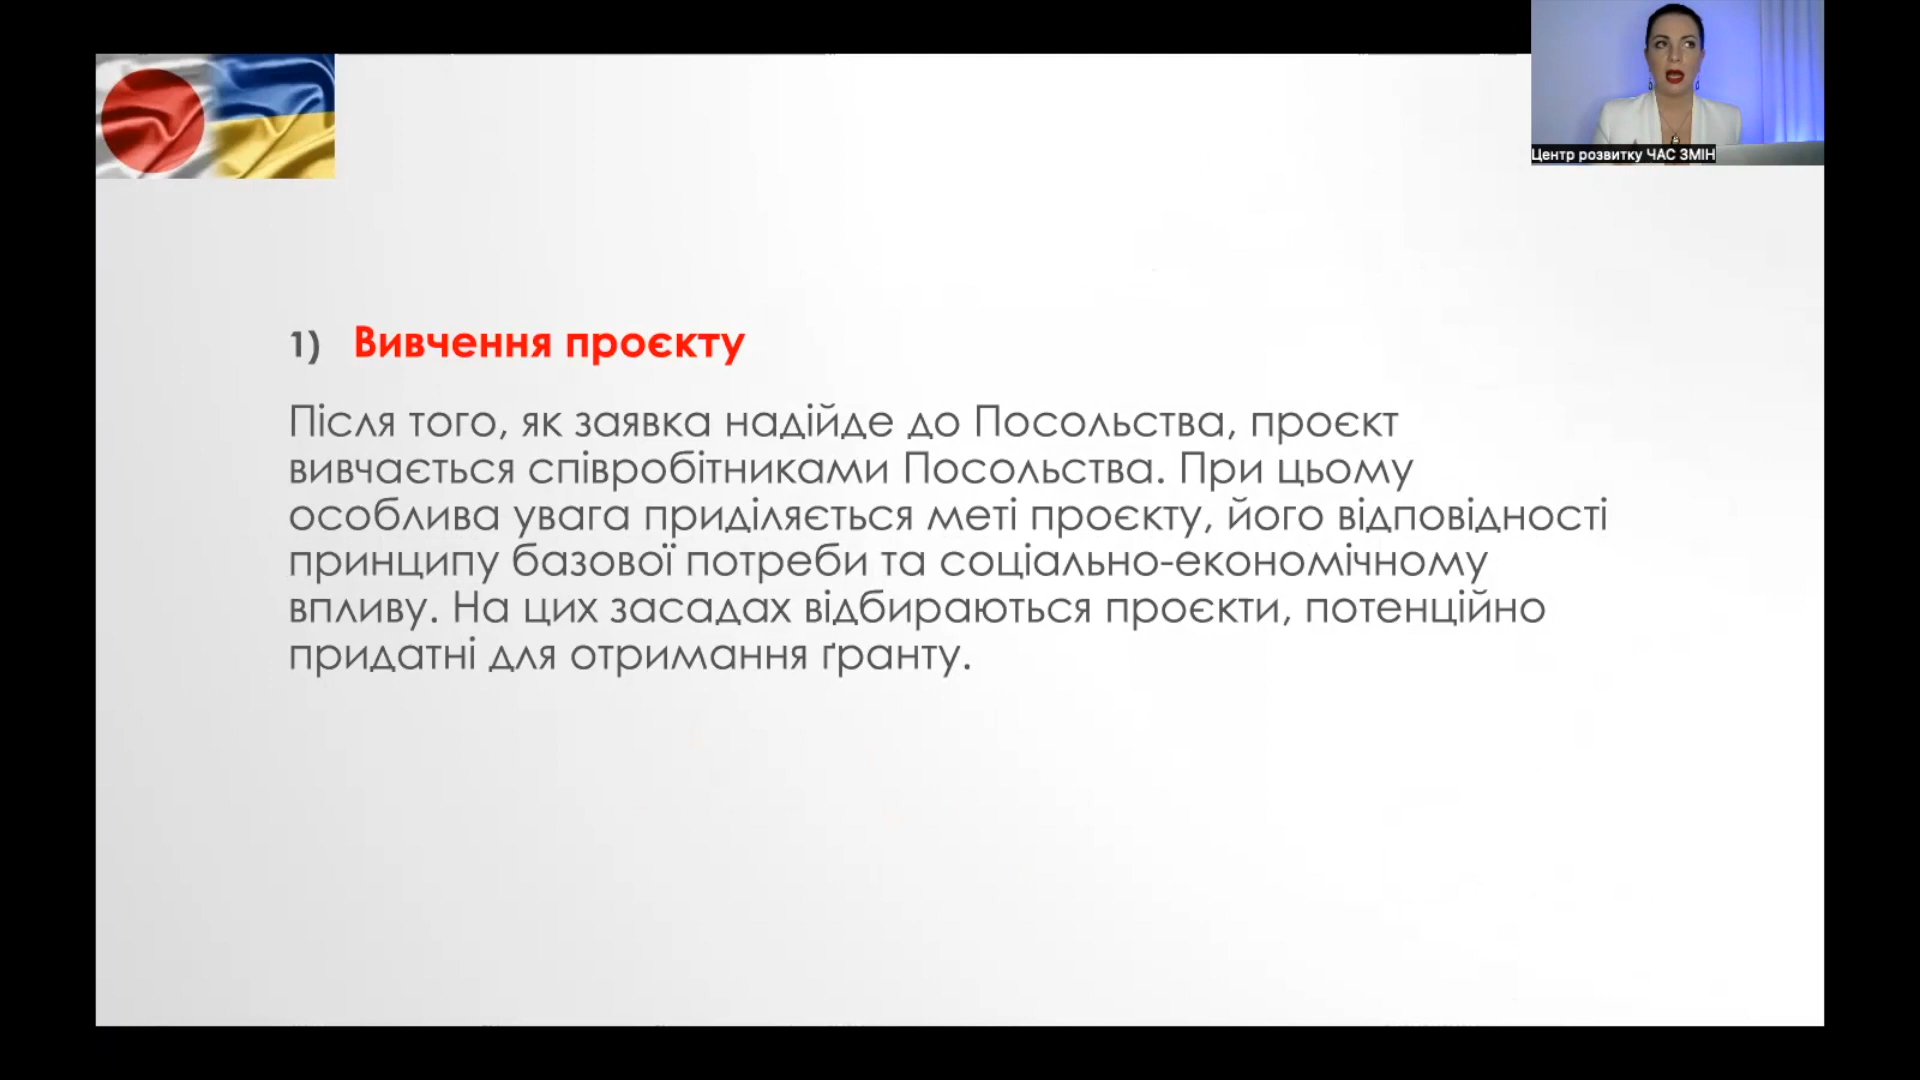 Центр розвитку ЧАС ЗМІН
1) Вивчення проєкту
Після того, як заявка надійде до Посольства, проєкт
вивчається співробітниками Посольства. При цьому
особлива увага приділяється меті проєкту, його відповідності
принципу базової потреби та соціально-економічному
впливу. На цих засадах відбираються проєкти, потенційно
придатні для отримання ґранту.